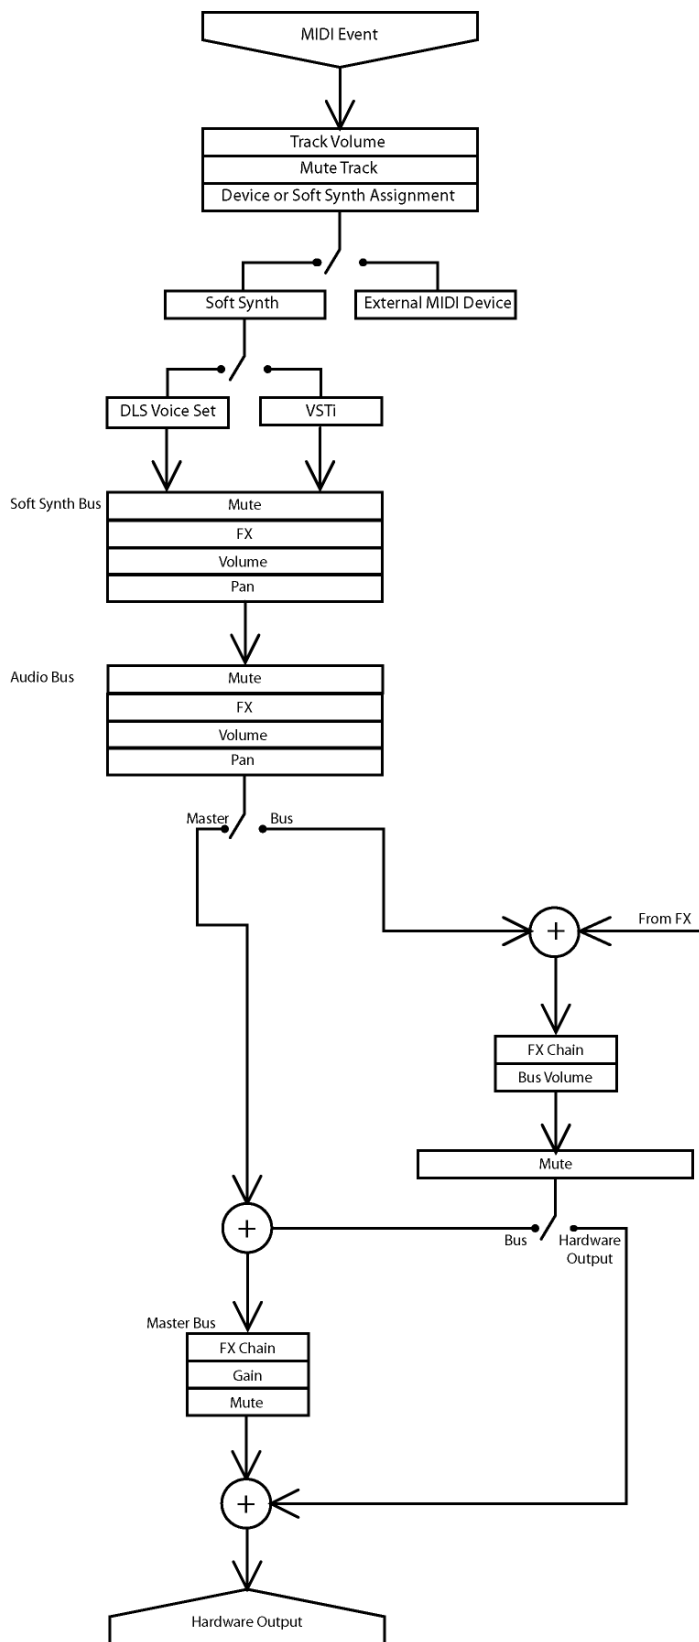 MIDI Event
Track Volume
Mute Track
Device or Soft Synth Assignment
Soft Synth
External MIDI Device
DLS Voice Set
VSTi
Soft Synth Bus
Mute
FX
Volume
Pan
Audio Bus
Mute
FX
Volume
Pan
Master
Bus
From FX
+
FX Chain
Bus Volume
Mute
+
Bus
Hardware
Output
Master Bus
FX Chain
Gain
Mute
+
Hardware Output